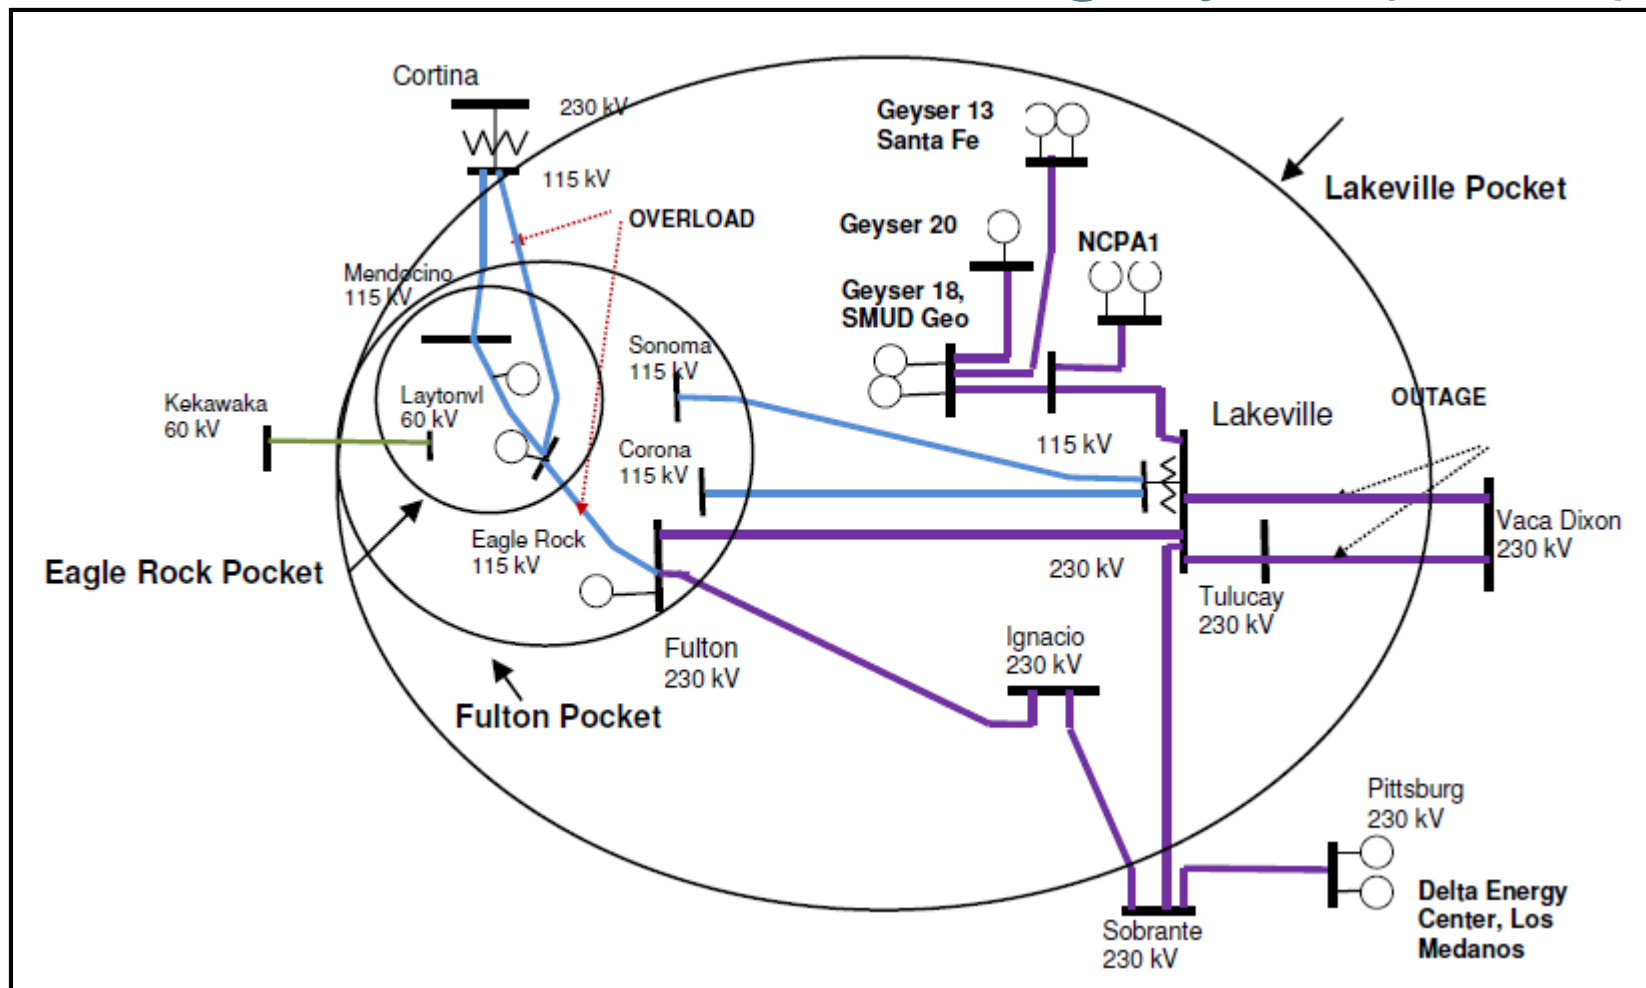 Cortina
230 kV
115 kV
OVERLOAD
Mendocino
115 kV
Geyser 13
Santa Fe
Geyser 20
NCPA1
Geyser 18,
SMUD Geo
Lakeville Pocket
Sonoma
115 kV
Kekawaka
60 kV
Laytonvl
60 kV
Corona
115 kV
115 kV
Lakeville
OUTAGE
Eagle Rock
115 kV
Eagle Rock Pocket
230 kV
Vaca Dixon
230 kV
Tulucay
230 kV
Fulton
230 kV
Ignacio
230 kV
Fulton Pocket
Pittsburg
230 kV
Delta Energy
Center, Los
Medanos
Sobrante
230 kV